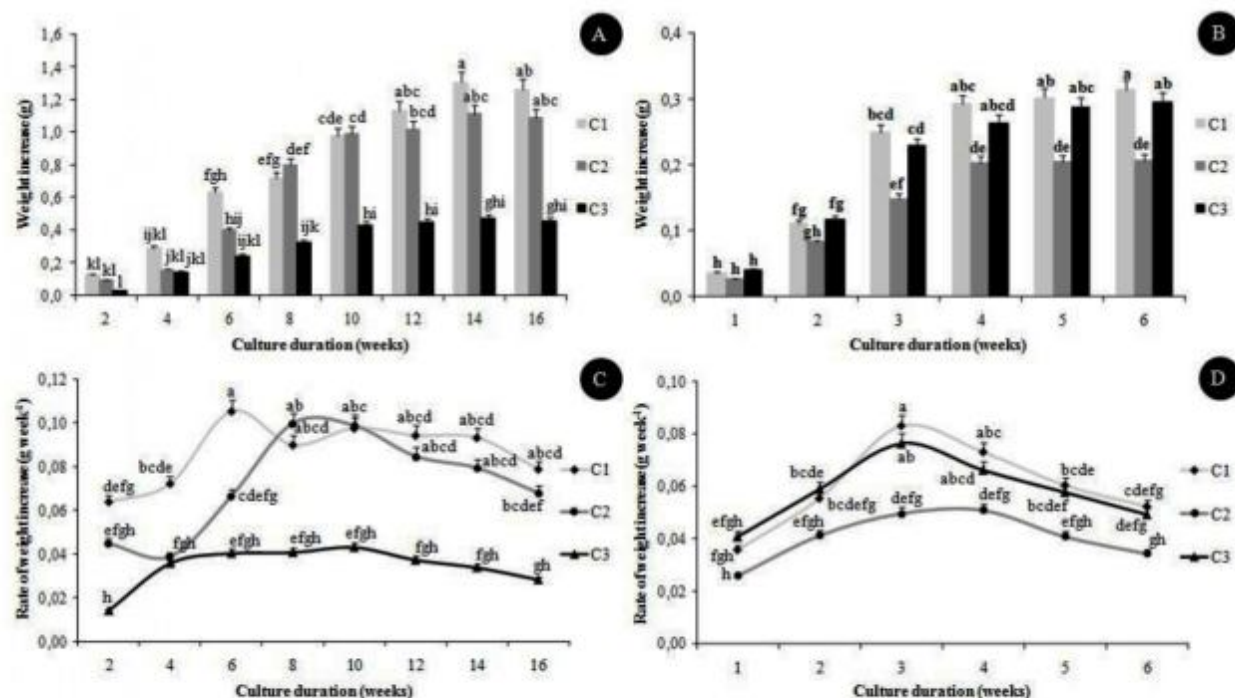 A
Weight increase (g)
1,6
1,4
1,2
1,0
0,8
0,6
0,4
0,2
0,0
kl kl l
ijkl jkl jkl
fgh hij ijkl
efg def ijk
cde cd hi
abc bcd hi
a abc ghi
ab abc ghi
C1
C2
C3
2 4 6 8 10 12 14 16
Culture duration (weeks)
B
Weight increase (g)
0,4
0,3
0,2
0,1
0,0
h h h
fg gh fg
bcd ef cd
abc de abcd
ab de abc
a de ab
C1
C2
C3
1 2 3 4 5 6
Culture duration (weeks)
C
Rate of weight increase (g week-1)
0,12
0,10
0,08
0,06
0,04
0,02
0,00
defg bcde a abcd abc abcd abcd abcd
efgh fgh cdefg ab abcd abcd bcdef
h efgh efgh efgh fgh fgh gh
C1
C2
C3
2 4 6 8 10 12 14 16
Culture duration (weeks)
D
Rate of weight increase (g week-1)
0,10
0,08
0,06
0,04
0,02
0,00
a abc bcde cdefg
efgh bcde ab abcd bcdef defg
fgh bcdefg
h efgh defg defg efgh gh
C1
C2
C3
1 2 3 4 5 6
Culture duration (weeks)